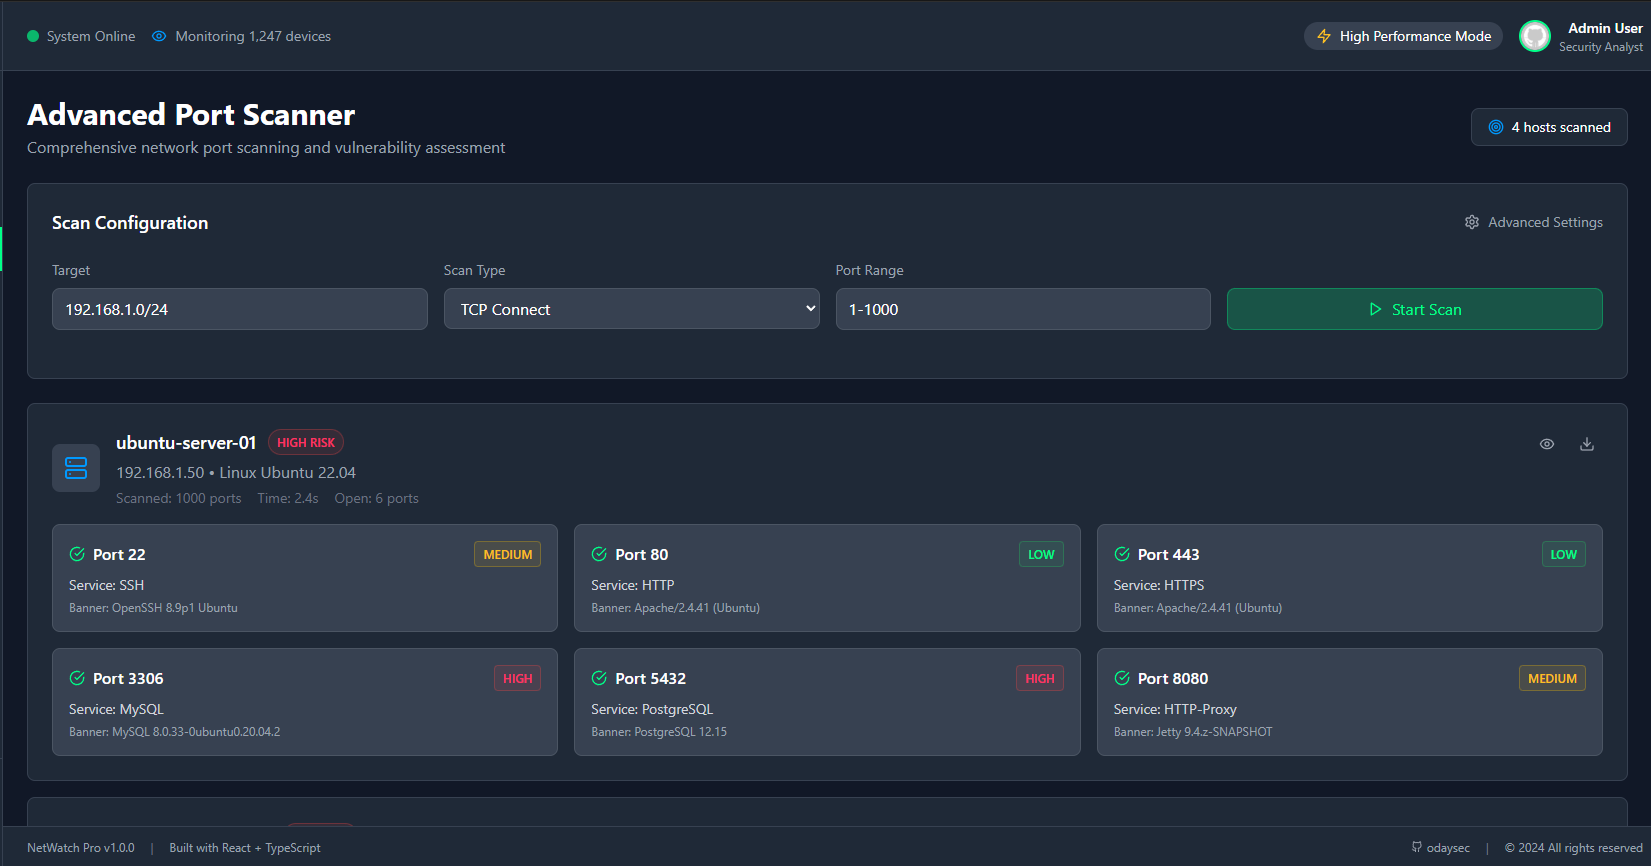 System Online Monitoring 1,247 devices High Performance Mode Admin User
Security Analyst
Advanced Port Scanner
4 hosts scanned
Comprehensive network port scanning and vulnerability assessment
Scan Configuration Advanced Settings
Target Scan Type Port Range
192.168.1.0/24 TCP Connect 1-1000 Start Scan
ubuntu-server-01 HIGH RISK
192.168.1.50 • Linux Ubuntu 22.04
Scanned: 1000 ports Time: 2.4s Open: 6 ports
Port 22 MEDIUM
Service: SSH
Banner: OpenSSH 8.9p1 Ubuntu
Port 80 LOW
Service: HTTP
Banner: Apache/2.4.41 (Ubuntu)
Port 443 LOW
Service: HTTPS
Banner: Apache/2.4.41 (Ubuntu)
Port 3306 HIGH
Service: MySQL
Banner: MySQL 8.0.33-0ubuntu0.20.04.2
Port 5432 HIGH
Service: PostgreSQL
Banner: PostgreSQL 12.15
Port 8080 MEDIUM
Service: HTTP-Proxy
Banner: Jetty 9.4.z-SNAPSHOT
NetWatch Pro v1.0.0 | Built with React + TypeScript odaysec | © 2024 All rights reserved